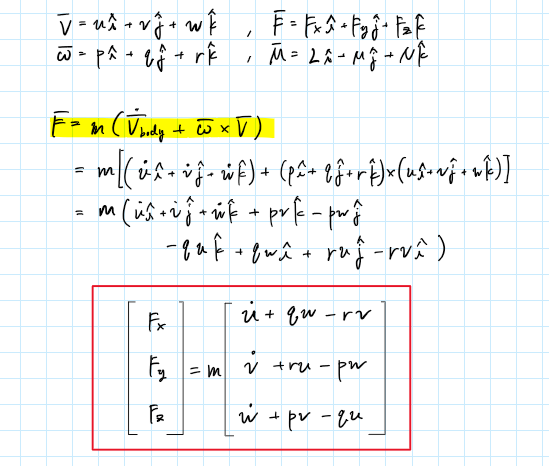 V̄ = uî + vĵ + wk̂ , F̄ = Fxî + Fyĵ + Fzk̂
ω̄ = pî + qĵ + rk̂ , M̄ = Lî + Mĵ + Nk̂
F̄ = m ( V̄̇body + ω̄ × V̄ )
= m[( u̇î + v̇ĵ + ẇk̂ ) + ( pî + qĵ + rk̂ ) × ( uî + vĵ + wk̂ )]
= m ( u̇î + v̇ĵ + ẇk̂ + pvk̂ − pwĵ
− quk̂ + qwî + ruĵ − rvî )
[ Fx ] [ u̇ + qw − rv ]
[ Fy ] = m [ v̇ + ru − pw ]
[ Fz ] [ ẇ + pv − qu ]